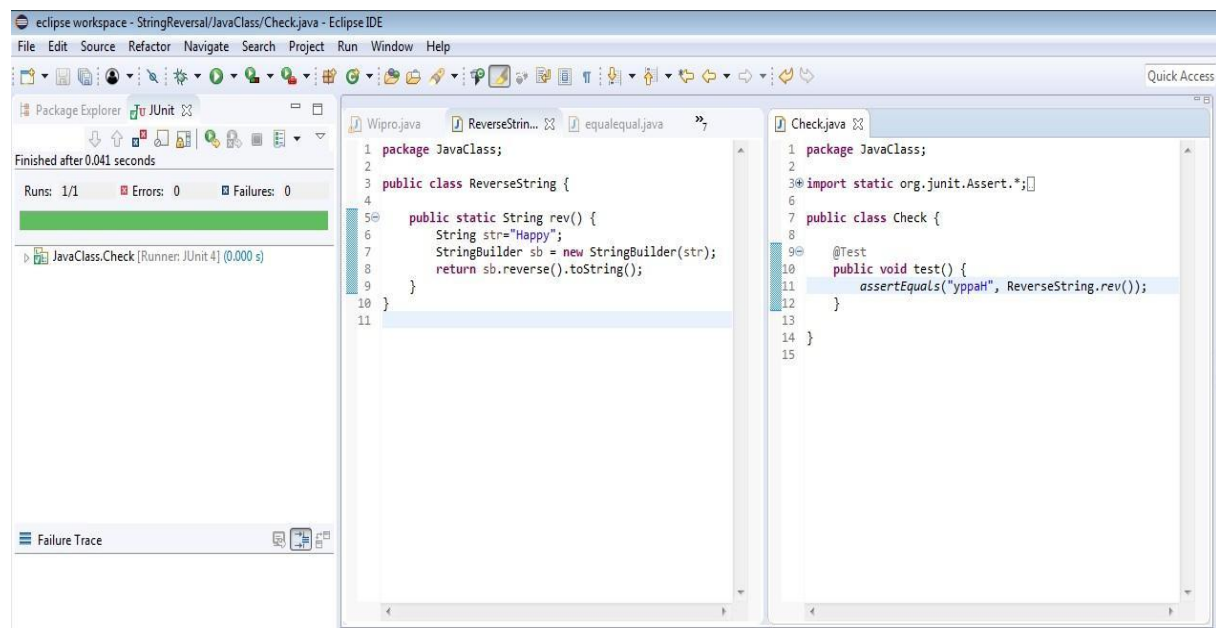 eclipse workspace - StringReversal/JavaClass/Check.java - Eclipse IDE
File Edit Source Refactor Navigate Search Project Run Window Help
Quick Access
Package Explorer JUnit
Finished after 0.041 seconds
Runs: 1/1 Errors: 0 Failures: 0
JavaClass.Check [Runner: JUnit 4] (0.000 s)
Failure Trace
Wipro.java ReverseStrin... equalequal.java »7
1 package JavaClass;
2
3 public class ReverseString {
4
5 public static String rev() {
6 String str="Happy";
7 StringBuilder sb = new StringBuilder(str);
8 return sb.reverse().toString();
9 }
10 }
11
Check.java
1 package JavaClass;
2
3 import static org.junit.Assert.*;
6
7 public class Check {
8
9 @Test
10 public void test() {
11 assertEquals("yppaH", ReverseString.rev());
12 }
13
14 }
15